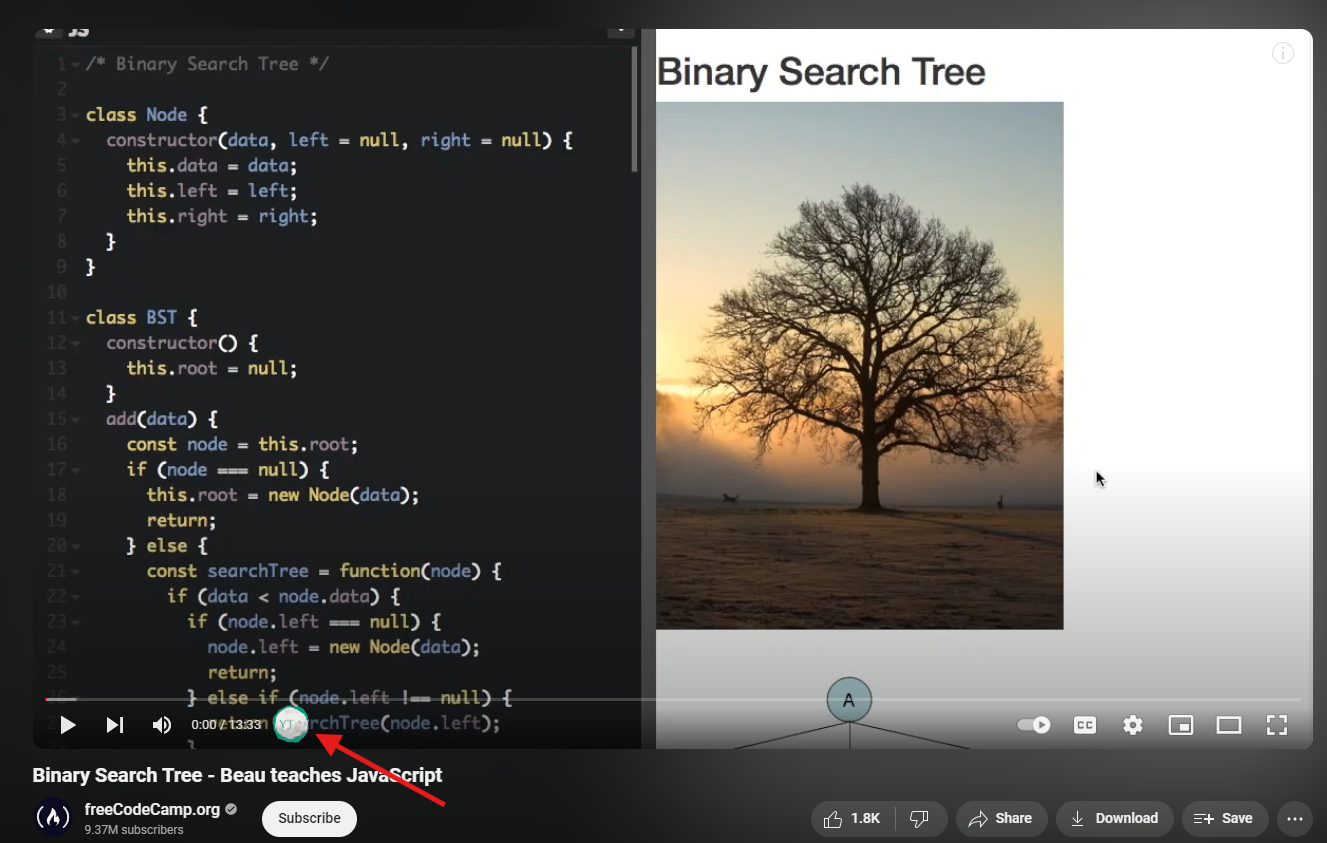 JS
1 /* Binary Search Tree */
2
3 class Node {
4 constructor(data, left = null, right = null) {
5 this.data = data;
6 this.left = left;
7 this.right = right;
8 }
9 }
10
11 class BST {
12 constructor() {
13 this.root = null;
14 }
15 add(data) {
16 const node = this.root;
17 if (node === null) {
18 this.root = new Node(data);
19 return;
20 } else {
21 const searchTree = function(node) {
22 if (data < node.data) {
23 if (node.left === null) {
24 node.left = new Node(data);
25 return;
26 } else if (node.left !== null) {
searchTree(node.left);
}
Binary Search Tree
A
0:00 / 13:33
YT
CC
Binary Search Tree - Beau teaches JavaScript
freeCodeCamp.org
9.37M subscribers
Subscribe
1.8K
Share
Download
Save